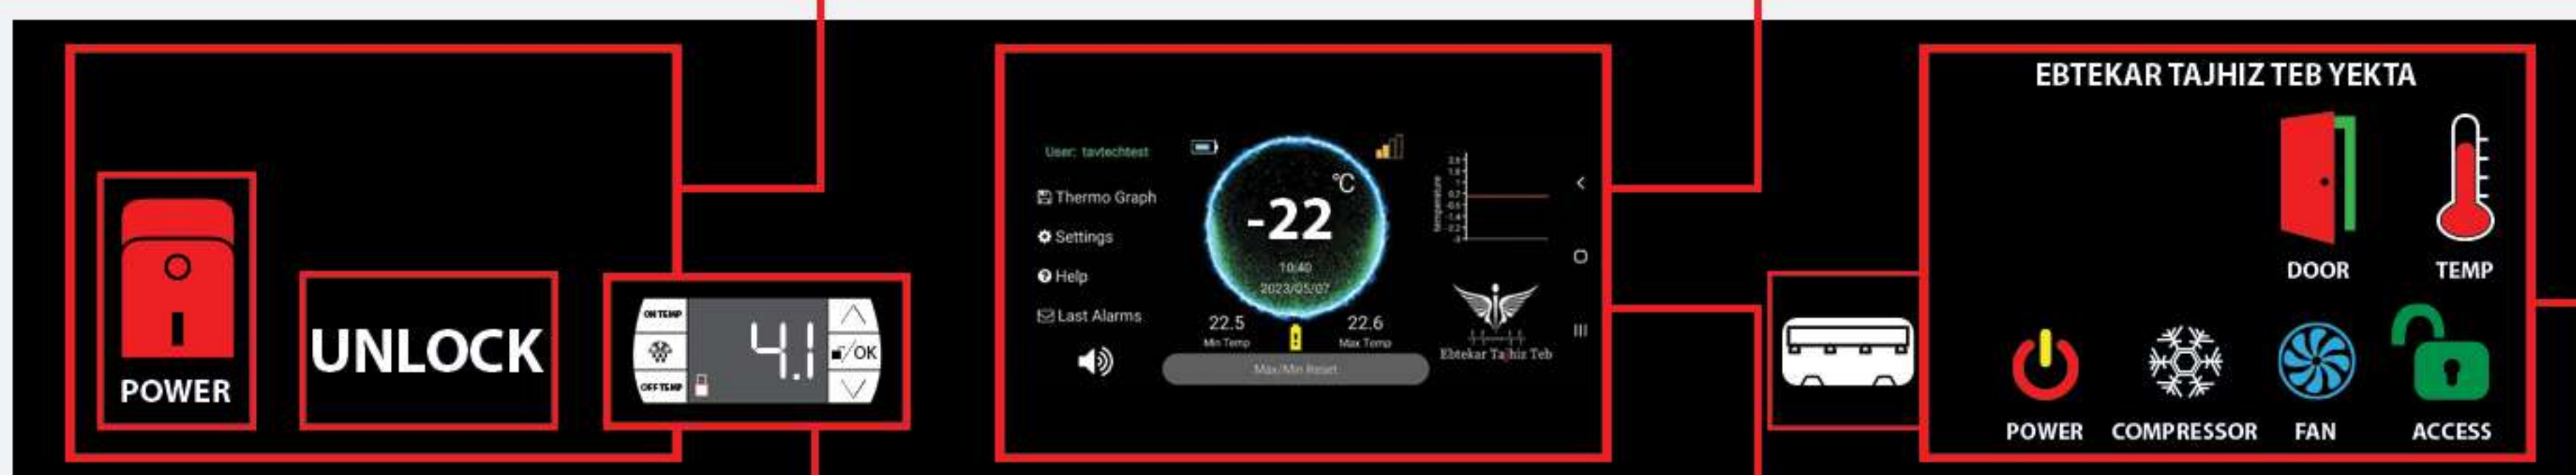 POWER
UNLOCK
ON TEMP
OFF TEMP
4.1
/OK
User: tavtechtest
Thermo Graph
Settings
Help
Last Alarms
°C
-22
10:40
2023/05/07
22.5
Min Temp
22.6
Max Temp
Max/Min Reset
temperature
Ebtekar Tajhiz Teb
EBTEKAR TAJHIZ TEB YEKTA
DOOR
TEMP
POWER
COMPRESSOR
FAN
ACCESS